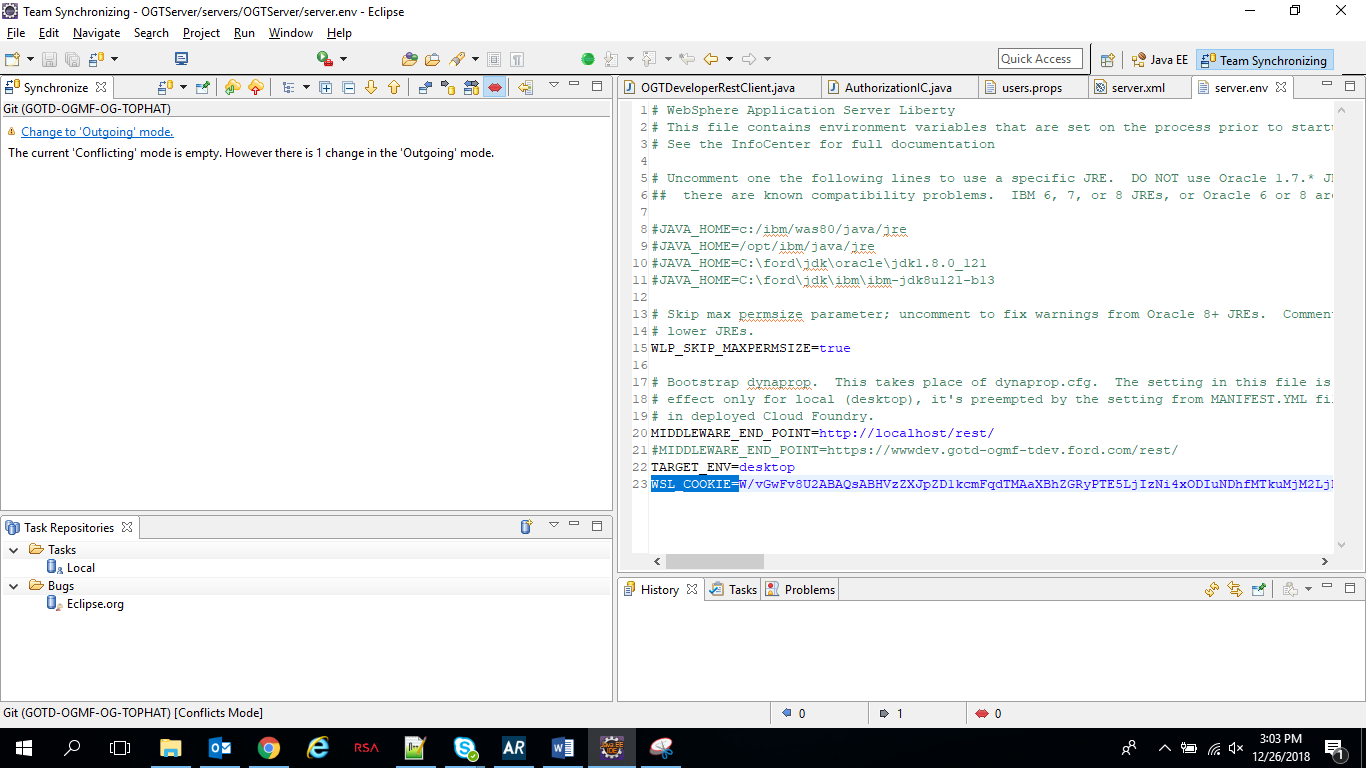 Team Synchronizing - OGTServer/servers/OGTServer/server.env - Eclipse
File Edit Navigate Search Project Run Window Help
Quick Access
Java EE
Team Synchronizing
Synchronize
Git (GOTD-OGMF-OG-TOPHAT)
Change to 'Outgoing' mode.
The current 'Conflicting' mode is empty. However there is 1 change in the 'Outgoing' mode.
OGTDeveloperRestClient.java
AuthorizationIC.java
users.props
server.xml
server.env
1 # WebSphere Application Server Liberty
2 # This file contains environment variables that are set on the process prior to startu
3 # See the InfoCenter for full documentation
4
5 # Uncomment one the following lines to use a specific JRE.  DO NOT use Oracle 1.7.* JR
6 ##  there are known compatibility problems.  IBM 6, 7, or 8 JREs, or Oracle 6 or 8 are
7
8 #JAVA_HOME=c:/ibm/was80/java/jre
9 #JAVA_HOME=/opt/ibm/java/jre
10 #JAVA_HOME=C:\ford\jdk\oracle\jdk1.8.0_121
11 #JAVA_HOME=C:\ford\jdk\ibm\ibm-jdk8u121-b13
12
13 # Skip max permsize parameter; uncomment to fix warnings from Oracle 8+ JREs.  Commen
14 # lower JREs.
15 WLP_SKIP_MAXPERMSIZE=true
16
17 # Bootstrap dynaprop.  This takes place of dynaprop.cfg.  The setting in this file is
18 # effect only for local (desktop), it's preempted by the setting from MANIFEST.YML fi
19 # in deployed Cloud Foundry.
20 MIDDLEWARE_END_POINT=http://localhost/rest/
21 #MIDDLEWARE_END_POINT=https://wwwdev.gotd-ogmf-tdev.ford.com/rest/
22 TARGET_ENV=desktop
23 WSL_COOKIE=
Task Repositories
Tasks
Local
Bugs
Eclipse.org
History
Tasks
Problems
Git (GOTD-OGMF-OG-TOPHAT) [Conflicts Mode]
0
1
0
RSA
AR
3:03 PM
12/26/2018
1